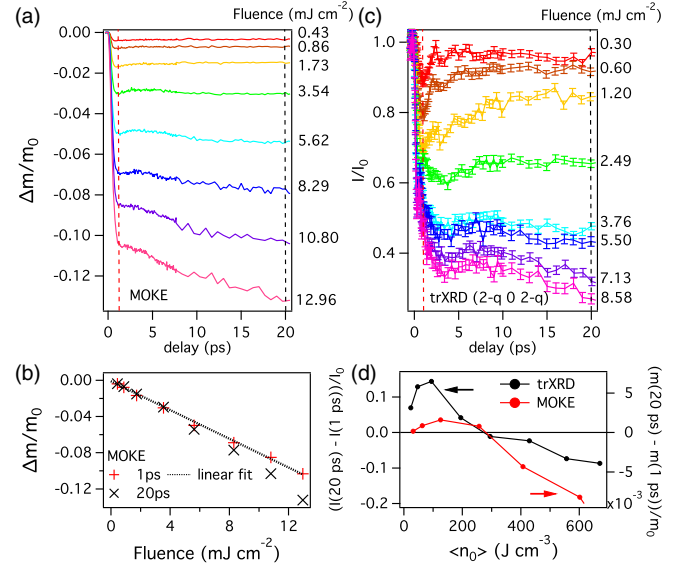 (a)
Fluence (mJ cm-2)
0.00
-0.02
-0.04
-0.06
-0.08
-0.10
-0.12
Δm/m0
0.43
0.86
1.73
3.54
5.62
8.29
10.80
12.96
MOKE
0 5 10 15 20
delay (ps)
(c)
Fluence (mJ cm-2)
1.0
0.8
0.6
0.4
I/I0
0.30
0.60
1.20
2.49
3.76
5.50
7.13
8.58
trXRD (2-q 0 2-q)
0 5 10 15 20
delay (ps)
(b)
0.00
-0.04
-0.08
-0.12
Δm/m0
MOKE
1ps linear fit
20ps
0 2 4 6 8 10 12
Fluence (mJ cm-2)
(d)
0.1
0.0
0.1
-0.2
(I(20 ps) - I(1 ps))/I0
trXRD
MOKE
5
0
-5
x10-3
(m(20 ps) - m(1 ps))/m0
0 200 400 600
<n0> (J cm-3)